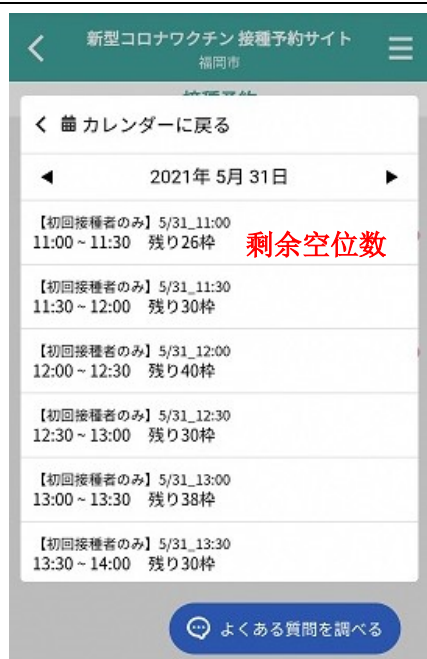 新型コロナワクチン 接種予約サイト
福岡市
カレンダーに戻る
2021年 5月 31日
【初回接種者のみ】5/31_11:00
11:00 ~ 11:30 残り26枠
剩余空位数
【初回接種者のみ】5/31_11:30
11:30 ~ 12:00 残り30枠
【初回接種者のみ】5/31_12:00
12:00 ~ 12:30 残り40枠
【初回接種者のみ】5/31_12:30
12:30 ~ 13:00 残り30枠
【初回接種者のみ】5/31_13:00
13:00 ~ 13:30 残り38枠
【初回接種者のみ】5/31_13:30
13:30 ~ 14:00 残り30枠
よくある質問を調べる